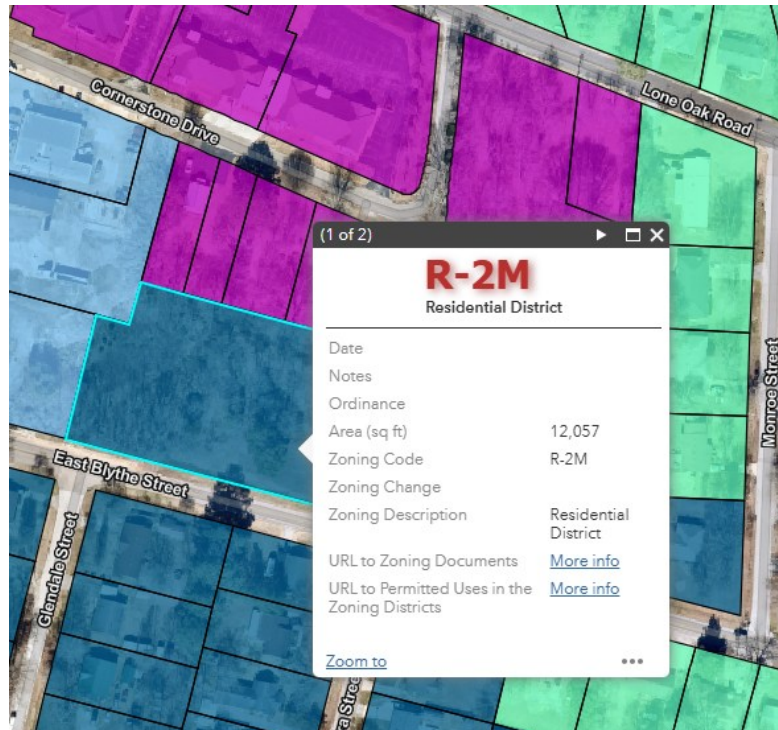 Cornerstone Drive
Lone Oak Road
(1 of 2)
R-2M
Residential District
Date
Notes
Ordinance
Area (sq ft) 12,057
Zoning Code R-2M
Zoning Change
Zoning Description Residential
District
URL to Zoning Documents More info
URL to Permitted Uses in the More info
Zoning Districts
Zoom to
Monroe Street
East Blythe Street
Glendale Street